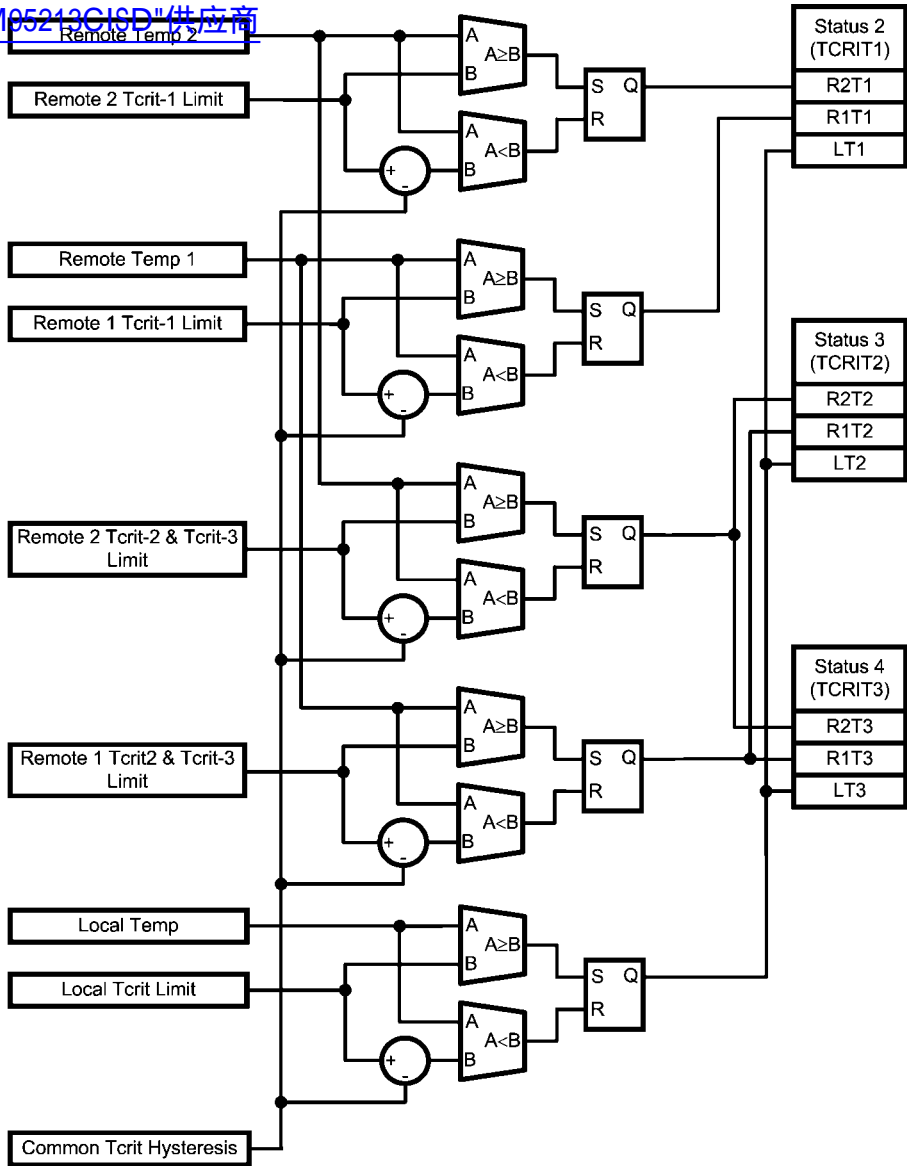 M95213CISD"供应商
Remote Temp 2
Remote 2 Tcrit-1 Limit
A
A≥B
B
A
A<B
B
+
-
S Q
R
Status 2
(TCRIT1)
R2T1
R1T1
LT1
Remote Temp 1
Remote 1 Tcrit-1 Limit
A
A≥B
B
A
A<B
B
+
-
S Q
R
Status 3
(TCRIT2)
R2T2
R1T2
LT2
Remote 2 Tcrit-2 & Tcrit-3
Limit
A
A≥B
B
A
A<B
B
+
-
S Q
R
Status 4
(TCRIT3)
R2T3
R1T3
LT3
Remote 1 Tcrit2 & Tcrit-3
Limit
A
A≥B
B
A
A<B
B
+
-
S Q
R
Local Temp
Local Tcrit Limit
A
A≥B
B
A
A<B
B
+
-
S Q
R
Common Tcrit Hysteresis